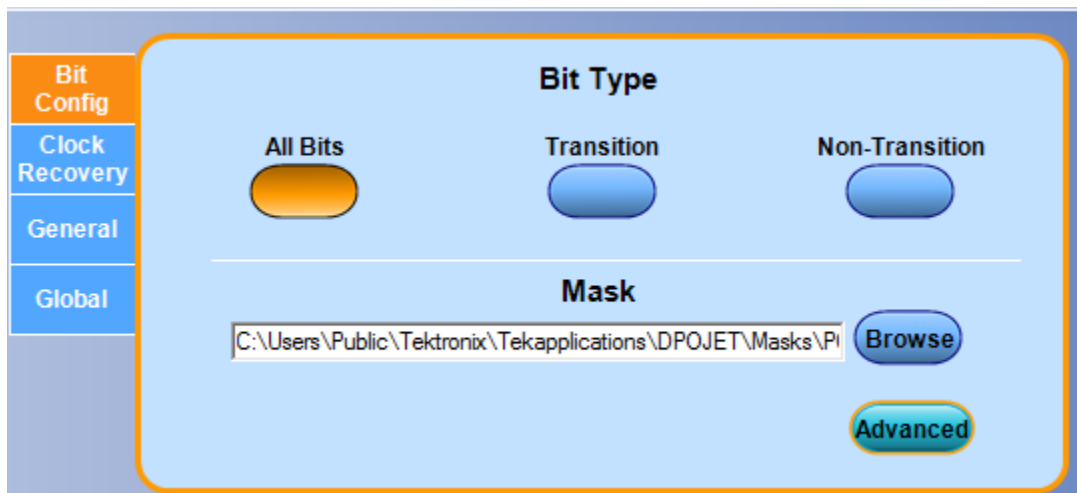 Bit
Config
Clock
Recovery
General
Global
Bit Type
All Bits Transition Non-Transition
Mask
C:\Users\Public\Tektronix\Tekapplications\DPOJET\Masks\P Browse
Advanced